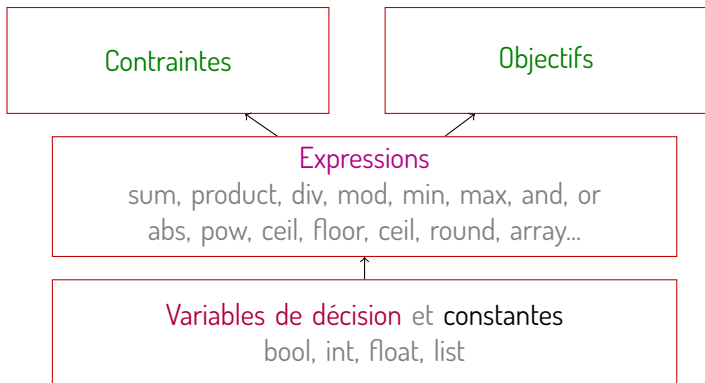 Contraintes
Objectifs
Expressions
sum, product, div, mod, min, max, and, or
abs, pow, ceil, floor, ceil, round, array...
Variables de décision et constantes
bool, int, float, list